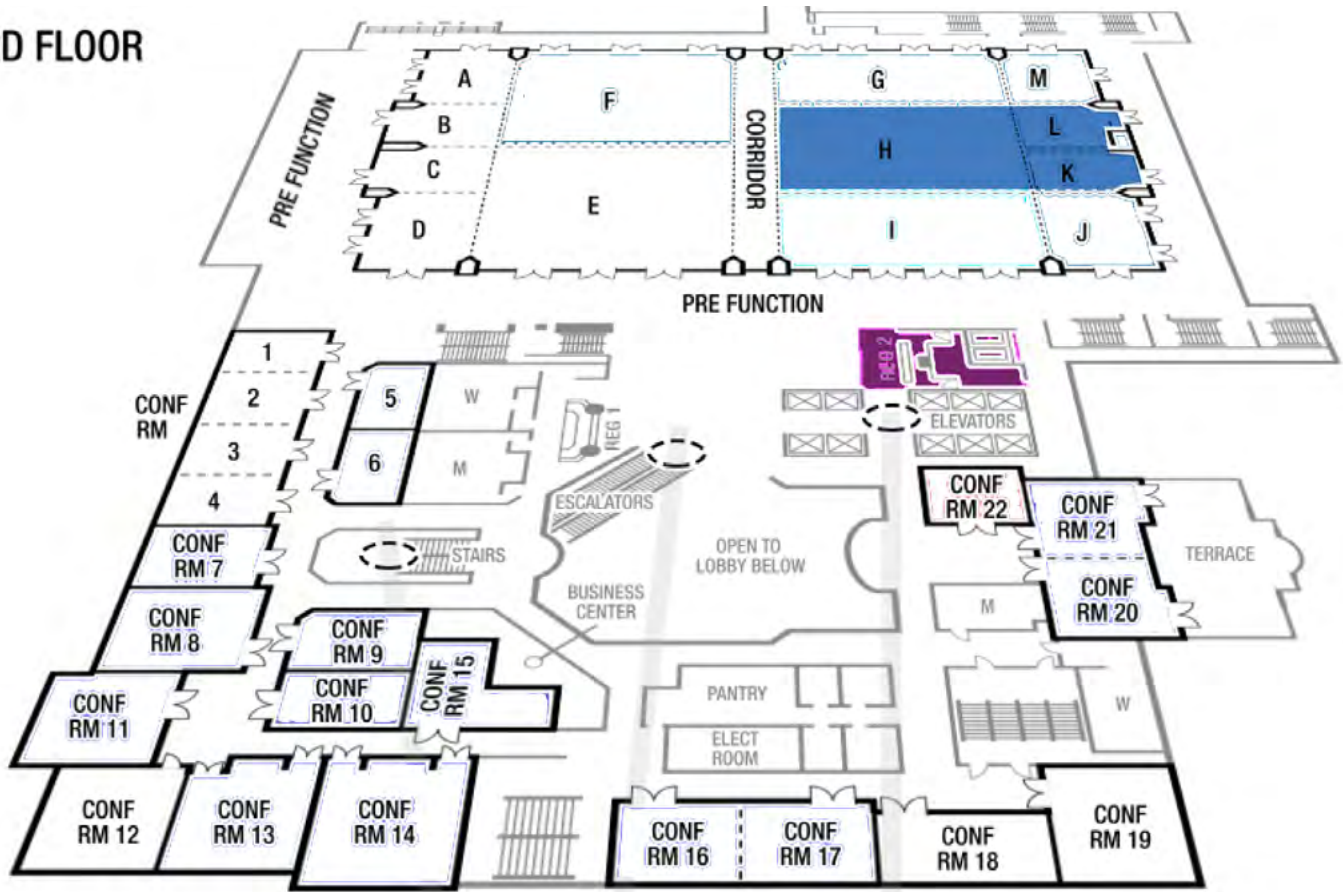 D FLOOR
A
F
G
M
B
L
CORRIDOR
H
PRE FUNCTION
C
K
E
D
I
J
PRE FUNCTION
1
REG 2
CONF
RM
2
5
W
ELEVATORS
REG 1
3
6
M
4
ESCALATORS
CONF
RM 22
CONF
RM 21
CONF
RM 7
STAIRS
OPEN TO
LOBBY BELOW
TERRACE
BUSINESS
CENTER
M
CONF
RM 20
CONF
RM 8
CONF
RM 9
CONF
RM 15
CONF
RM 10
PANTRY
W
CONF
RM 11
ELECT
ROOM
CONF
RM 12
CONF
RM 13
CONF
RM 14
CONF
RM 16
CONF
RM 17
CONF
RM 18
CONF
RM 19